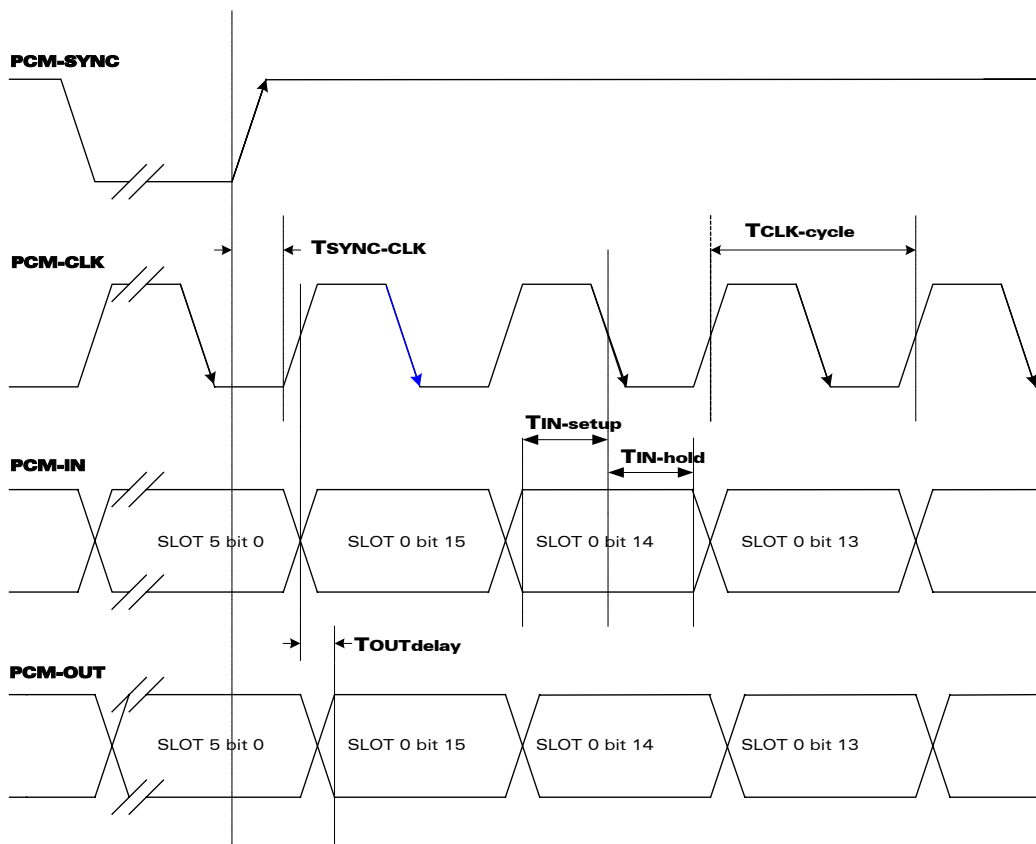 PCM-SYNC
TSYNC-CLK
TCLK-cycle
PCM-CLK
TIN-setup
TIN-hold
PCM-IN
SLOT 5 bit 0
SLOT 0 bit 15
SLOT 0 bit 14
SLOT 0 bit 13
TOUTdelay
PCM-OUT
SLOT 5 bit 0
SLOT 0 bit 15
SLOT 0 bit 14
SLOT 0 bit 13